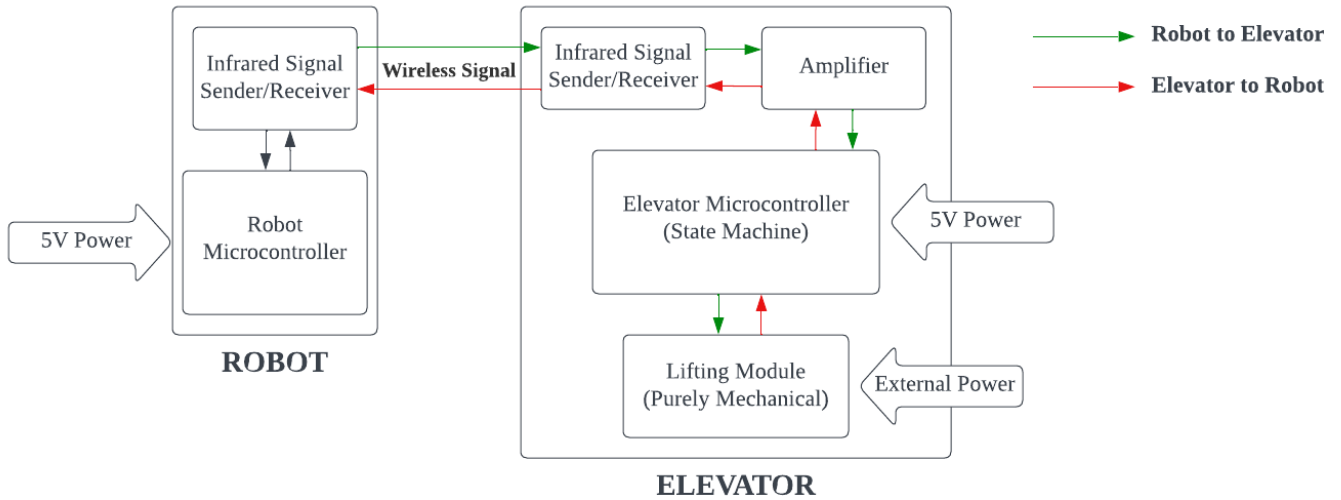 Infrared Signal
Sender/Receiver
Robot
Microcontroller
5V Power
ROBOT
Wireless Signal
Infrared Signal
Sender/Receiver
Amplifier
Elevator Microcontroller
(State Machine)
5V Power
Lifting Module
(Purely Mechanical)
External Power
ELEVATOR
Robot to Elevator
Elevator to Robot